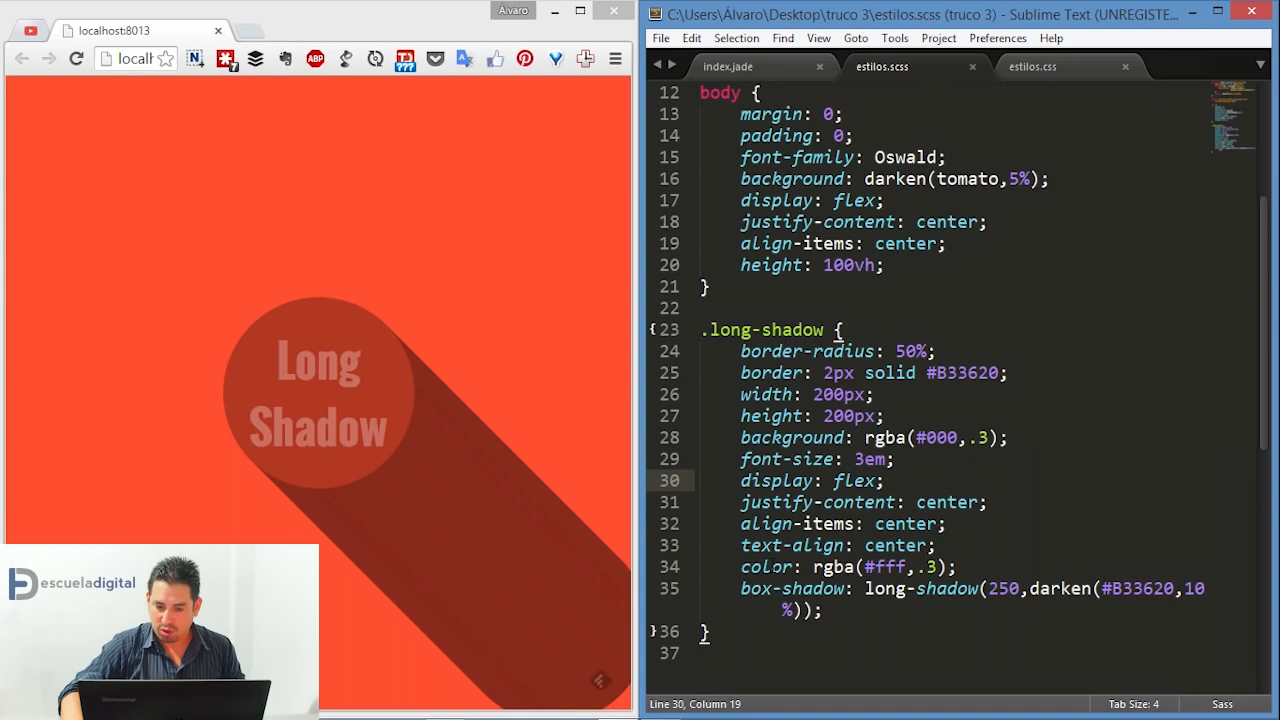 Álvaro
localhost:8013
localh
7
ABP
???
Long
Shadow
escueladigital
C:\Users\Álvaro\Desktop\truco 3\estilos.scss (truco 3) - Sublime Text (UNREGISTE...
File Edit Selection Find View Goto Tools Project Preferences Help
index.jade estilos.scss estilos.css
12 body {
13 margin: 0;
14 padding: 0;
15 font-family: Oswald;
16 background: darken(tomato,5%);
17 display: flex;
18 justify-content: center;
19 align-items: center;
20 height: 100vh;
21 }
22
23 .long-shadow {
24 border-radius: 50%;
25 border: 2px solid #B33620;
26 width: 200px;
27 height: 200px;
28 background: rgba(#000,.3);
29 font-size: 3em;
30 display: flex;
31 justify-content: center;
32 align-items: center;
33 text-align: center;
34 color: rgba(#fff,.3);
35 box-shadow: long-shadow(250,darken(#B33620,10
%));
36 }
37
Line 30, Column 19 Tab Size: 4 Sass